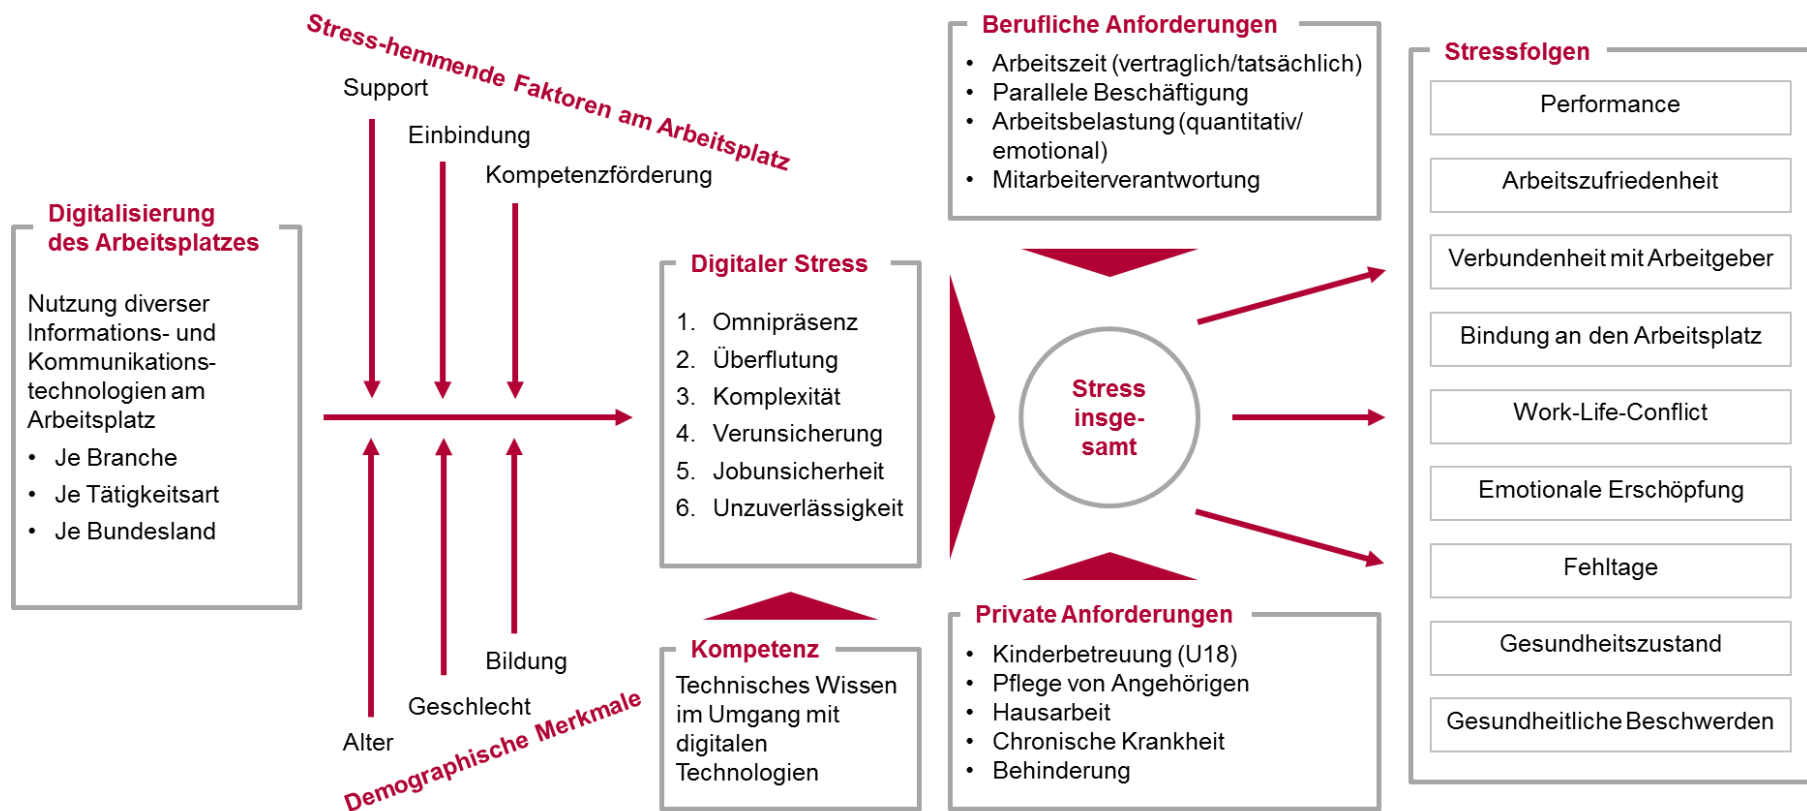 Stress-hemmende Faktoren am Arbeitsplatz
Support
Einbindung
Kompetenzförderung
Digitalisierung
des Arbeitsplatzes
Nutzung diverser
Informations- und
Kommunikations-
technologien am
Arbeitsplatz
• Je Branche
• Je Tätigkeitsart
• Je Bundesland
Alter
Geschlecht
Bildung
Demographische Merkmale
Digitaler Stress
1. Omnipräsenz
2. Überflutung
3. Komplexität
4. Verunsicherung
5. Jobunsicherheit
6. Unzuverlässigkeit
Kompetenz
Technisches Wissen
im Umgang mit
digitalen
Technologien
Berufliche Anforderungen
• Arbeitszeit (vertraglich/tatsächlich)
• Parallele Beschäftigung
• Arbeitsbelastung (quantitativ/
emotional)
• Mitarbeiterverantwortung
Stress
insge-
samt
Private Anforderungen
• Kinderbetreuung (U18)
• Pflege von Angehörigen
• Hausarbeit
• Chronische Krankheit
• Behinderung
Stressfolgen
Performance
Arbeitszufriedenheit
Verbundenheit mit Arbeitgeber
Bindung an den Arbeitsplatz
Work-Life-Conflict
Emotionale Erschöpfung
Fehltage
Gesundheitszustand
Gesundheitliche Beschwerden